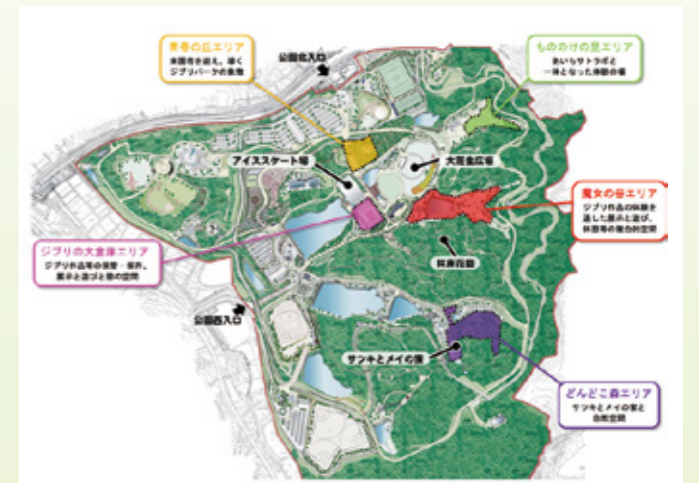 青春の丘エリア
来園者を迎え、導く
ジブリパークの象徴
公園北入口
もののけの里エリア
あいちサトラボと
一体となった体験の場
アイススケート場
大芝生広場
魔女の谷エリア
ジブリ作品の体験を
通した展示と遊び、
休憩等の複合的空間
ジブリの大倉庫エリア
ジブリ作品等の保管・保存、
展示と遊びと憩の空間
林床花園
公園西入口
サツキとメイの家
どんどこ森エリア
サツキとメイの家と
自然空間